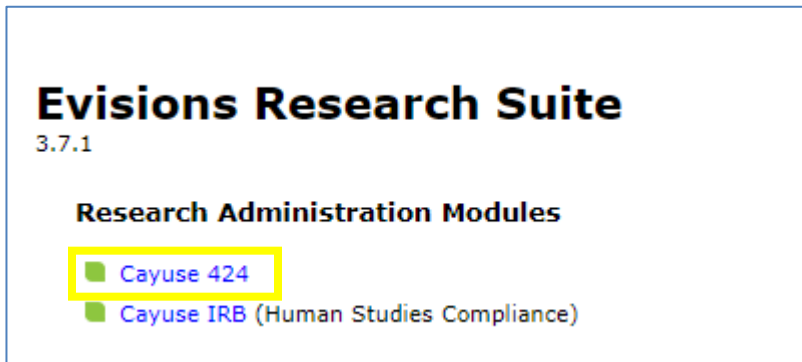 Evisions Research Suite
3.7.1
Research Administration Modules
Cayuse 424
Cayuse IRB (Human Studies Compliance)